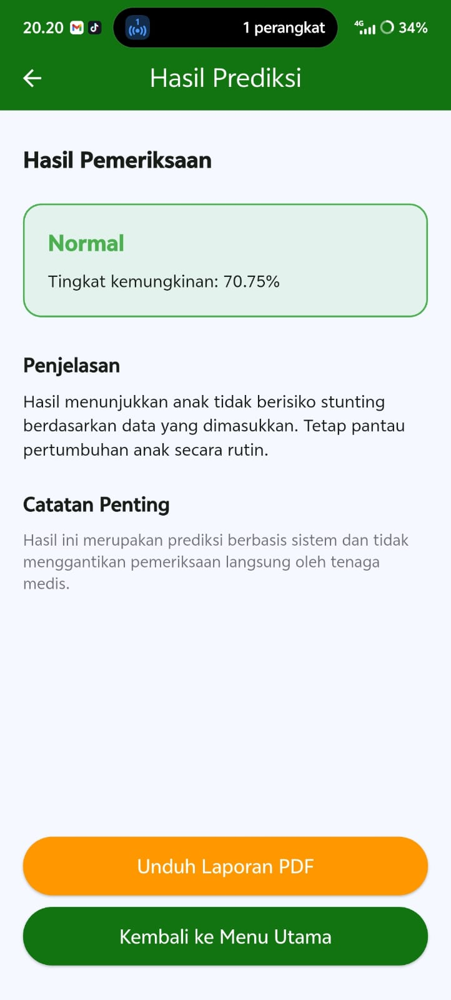 20.20
1
1 perangkat
4G
34%
Hasil Prediksi
Hasil Pemeriksaan
Normal
Tingkat kemungkinan: 70.75%
Penjelasan
Hasil menunjukkan anak tidak berisiko stunting
berdasarkan data yang dimasukkan. Tetap pantau
pertumbuhan anak secara rutin.
Catatan Penting
Hasil ini merupakan prediksi berbasis sistem dan tidak
menggantikan pemeriksaan langsung oleh tenaga
medis.
Unduh Laporan PDF
Kembali ke Menu Utama